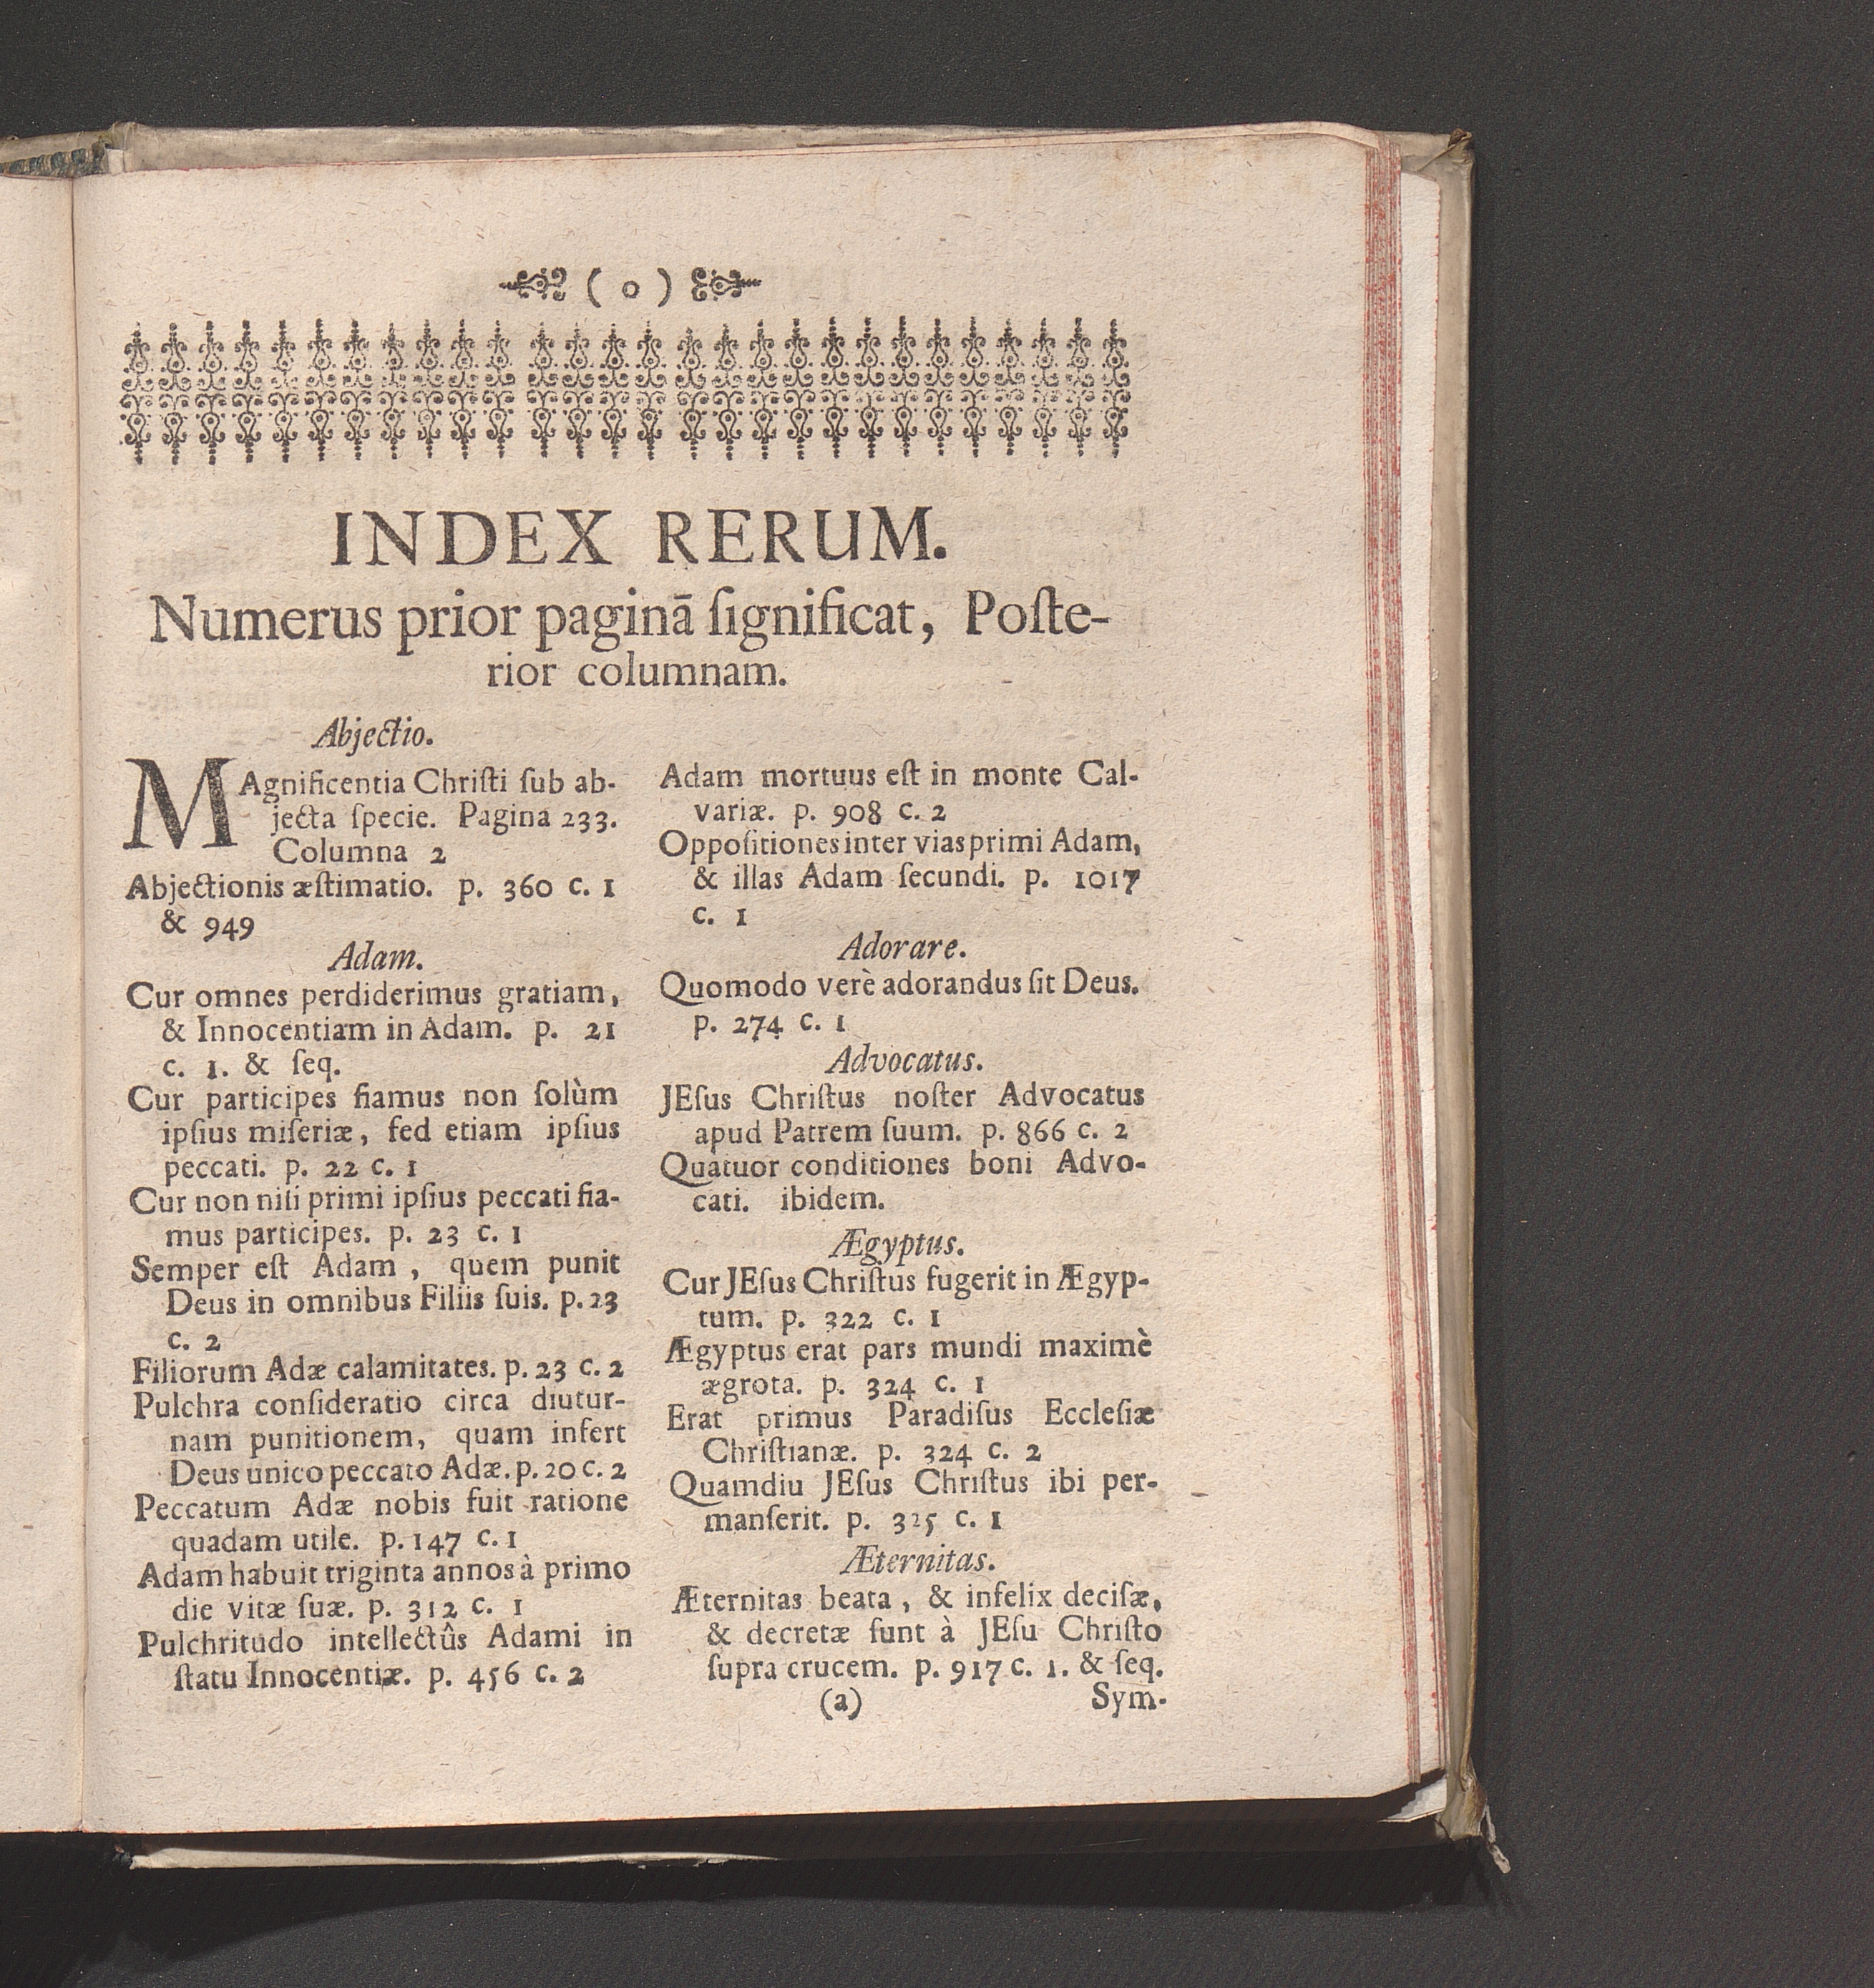 ( o )
INDEX RERUM.
Numerus prior paginā ſignificat, Poſte-
rior columnam.
Abjectio.
MAgnificentia Chriſti ſub ab-
jecta ſpecie. Pagina 233.
Columna 2
Abjectionis æſtimatio. p. 360 c. 1
& 949
Adam.
Cur omnes perdiderimus gratiam,
& Innocentiam in Adam. p. 21
c. 1. & ſeq.
Cur participes fiamus non ſolùm
ipſius miſeriæ, ſed etiam ipſius
peccati. p. 22 c. 1
Cur non niſi primi ipſius peccati fia-
mus participes. p. 23 c. 1
Semper eſt Adam, quem punit
Deus in omnibus Filiis ſuis. p. 23
c. 2
Filiorum Adæ calamitates. p. 23 c. 2
Pulchra conſideratio circa diutur-
nam punitionem, quam infert
Deus unico peccato Adæ. p. 20 c. 2
Peccatum Adæ nobis fuit ratione
quadam utile. p. 147 c. 1
Adam habuit triginta annos à primo
die vitæ ſuæ. p. 312 c. 1
Pulchritudo intellectûs Adami in
ſtatu Innocentiæ. p. 456 c. 2
Adam mortuus eſt in monte Cal-
variæ. p. 908 c. 2
Oppoſitiones inter vias primi Adam,
& illas Adam ſecundi. p. 1017
c. 1
Adorare.
Quomodo verè adorandus ſit Deus.
p. 274 c. 1
Advocatus.
JEſus Chriſtus noſter Advocatus
apud Patrem ſuum. p. 866 c. 2
Quatuor conditiones boni Advo-
cati. ibidem.
Ægyptus.
Cur JEſus Chriſtus fugerit in Ægyp-
tum. p. 322 c. 1
Ægyptus erat pars mundi maximè
ægrota. p. 324 c. 1
Erat primus Paradiſus Eccleſiæ
Chriſtianæ. p. 324 c. 2
Quamdiu JEſus Chriſtus ibi per-
manſerit. p. 325 c. 1
Æternitas.
Æternitas beata, & infelix deciſæ,
& decretæ ſunt à JEſu Chriſto
ſupra crucem. p. 917 c. 1. & ſeq.
(a) Sym-